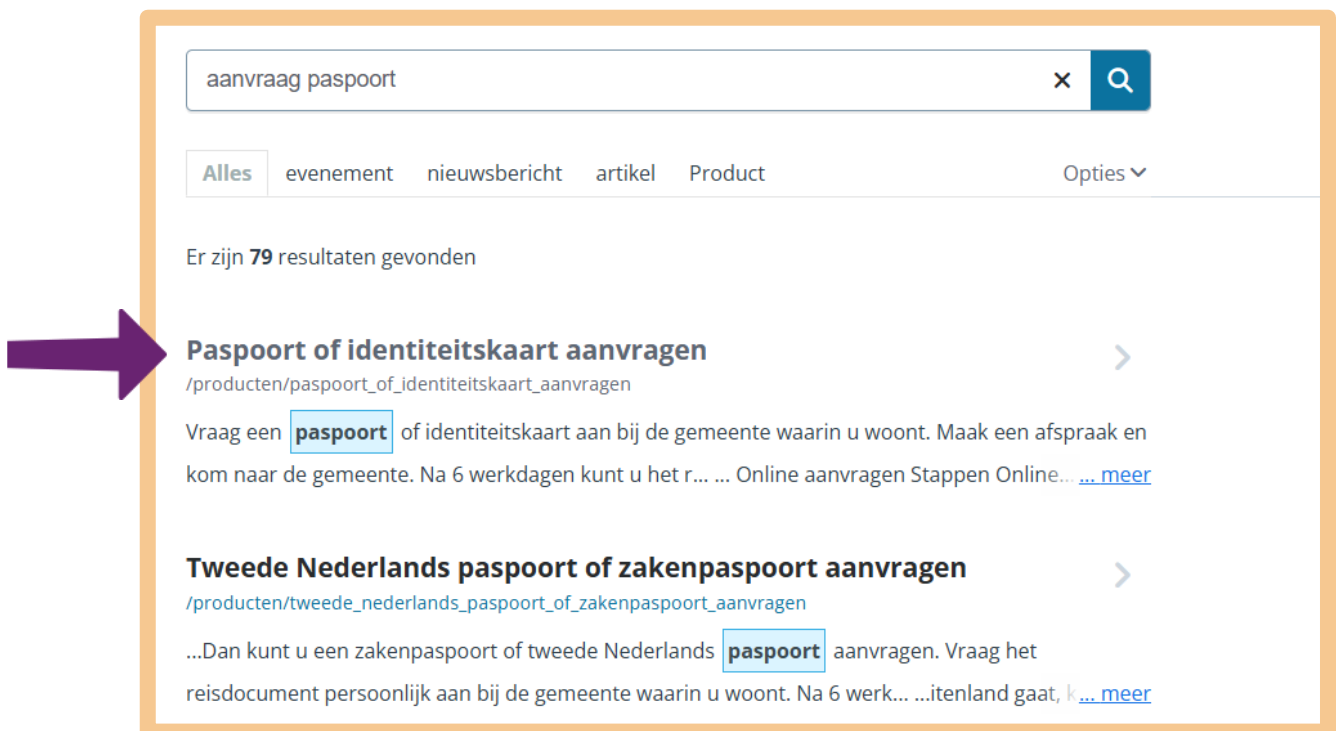 aanvraag paspoort
Alles evenement nieuwsbericht artikel Product Opties
Er zijn 79 resultaten gevonden
Paspoort of identiteitskaart aanvragen
/producten/paspoort_of_identiteitskaart_aanvragen
Vraag een paspoort of identiteitskaart aan bij de gemeente waarin u woont. Maak een afspraak en
kom naar de gemeente. Na 6 werkdagen kunt u het r... ... Online aanvragen Stappen Online... ... meer
Tweede Nederlands paspoort of zakenpaspoort aanvragen
/producten/tweede_nederlands_paspoort_of_zakenpaspoort_aanvragen
...Dan kunt u een zakenpaspoort of tweede Nederlands paspoort aanvragen. Vraag het
reisdocument persoonlijk aan bij de gemeente waarin u woont. Na 6 werk... ...itenland gaat, k... meer